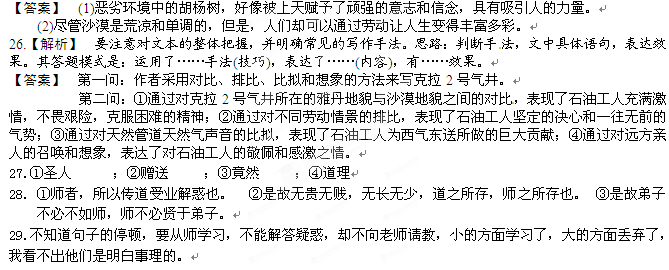 【答案】 (1)恶劣环境中的胡杨树，好像被上天赋予了顽强的意志和信念，具有吸引人的力量。
(2)尽管沙漠是荒凉和单调的，但是，人们却可以通过劳动让人生变得丰富多彩。
26.【解析】 要注意对文本的整体把握，并明确常见的写作手法。思路：判断手法，文中具体语句，表达效
果。其答题模式是：运用了……手法(技巧)，表达了……(内容)，有……效果。
【答案】 第一问：作者采用对比、排比、比拟和想象的方法来写克拉 2 号气井。
第二问：①通过对克拉 2 号气井所在的雅丹地貌与沙漠地貌之间的对比，表现了石油工人充满激
情，不畏艰险，克服困难的精神；②通过对不同劳动情景的排比，表现了石油工人坚定的决心和一往无前的
气势；③通过对天然管道天然气声音的比拟，表现了石油工人为西气东送所做的巨大贡献；④通过对远方亲
人的召唤和想象，表达了对石油工人的敬佩和感激之情。
27.①圣人 ②赠送 ③竟然 ④道理
28. ①师者，所以传道受业解惑也。 ②是故无贵无贱，无长无少，道之所存，师之所存也。 ③是故弟子
不必不如师，师不必贤于弟子。
29.不知道句子的停顿，要从师学习，不能解答疑惑，却不向老师请教，小的方面学习了，大的方面丢弃了，
我看不出他们是明白事理的。